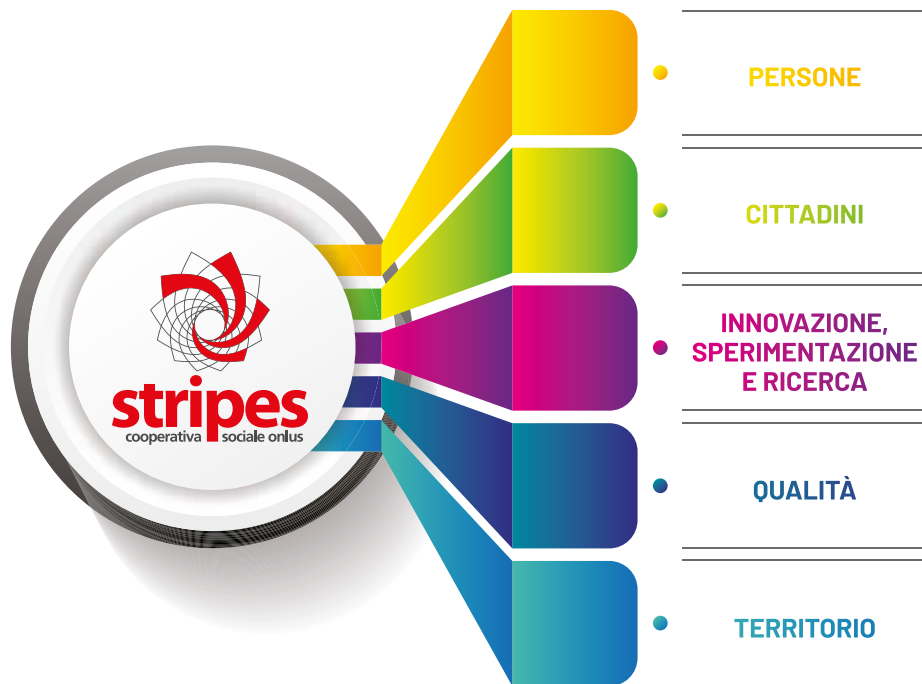 stripes
cooperativa sociale onlus
PERSONE
CITTADINI
INNOVAZIONE,
SPERIMENTAZIONE
E RICERCA
QUALITÀ
TERRITORIO